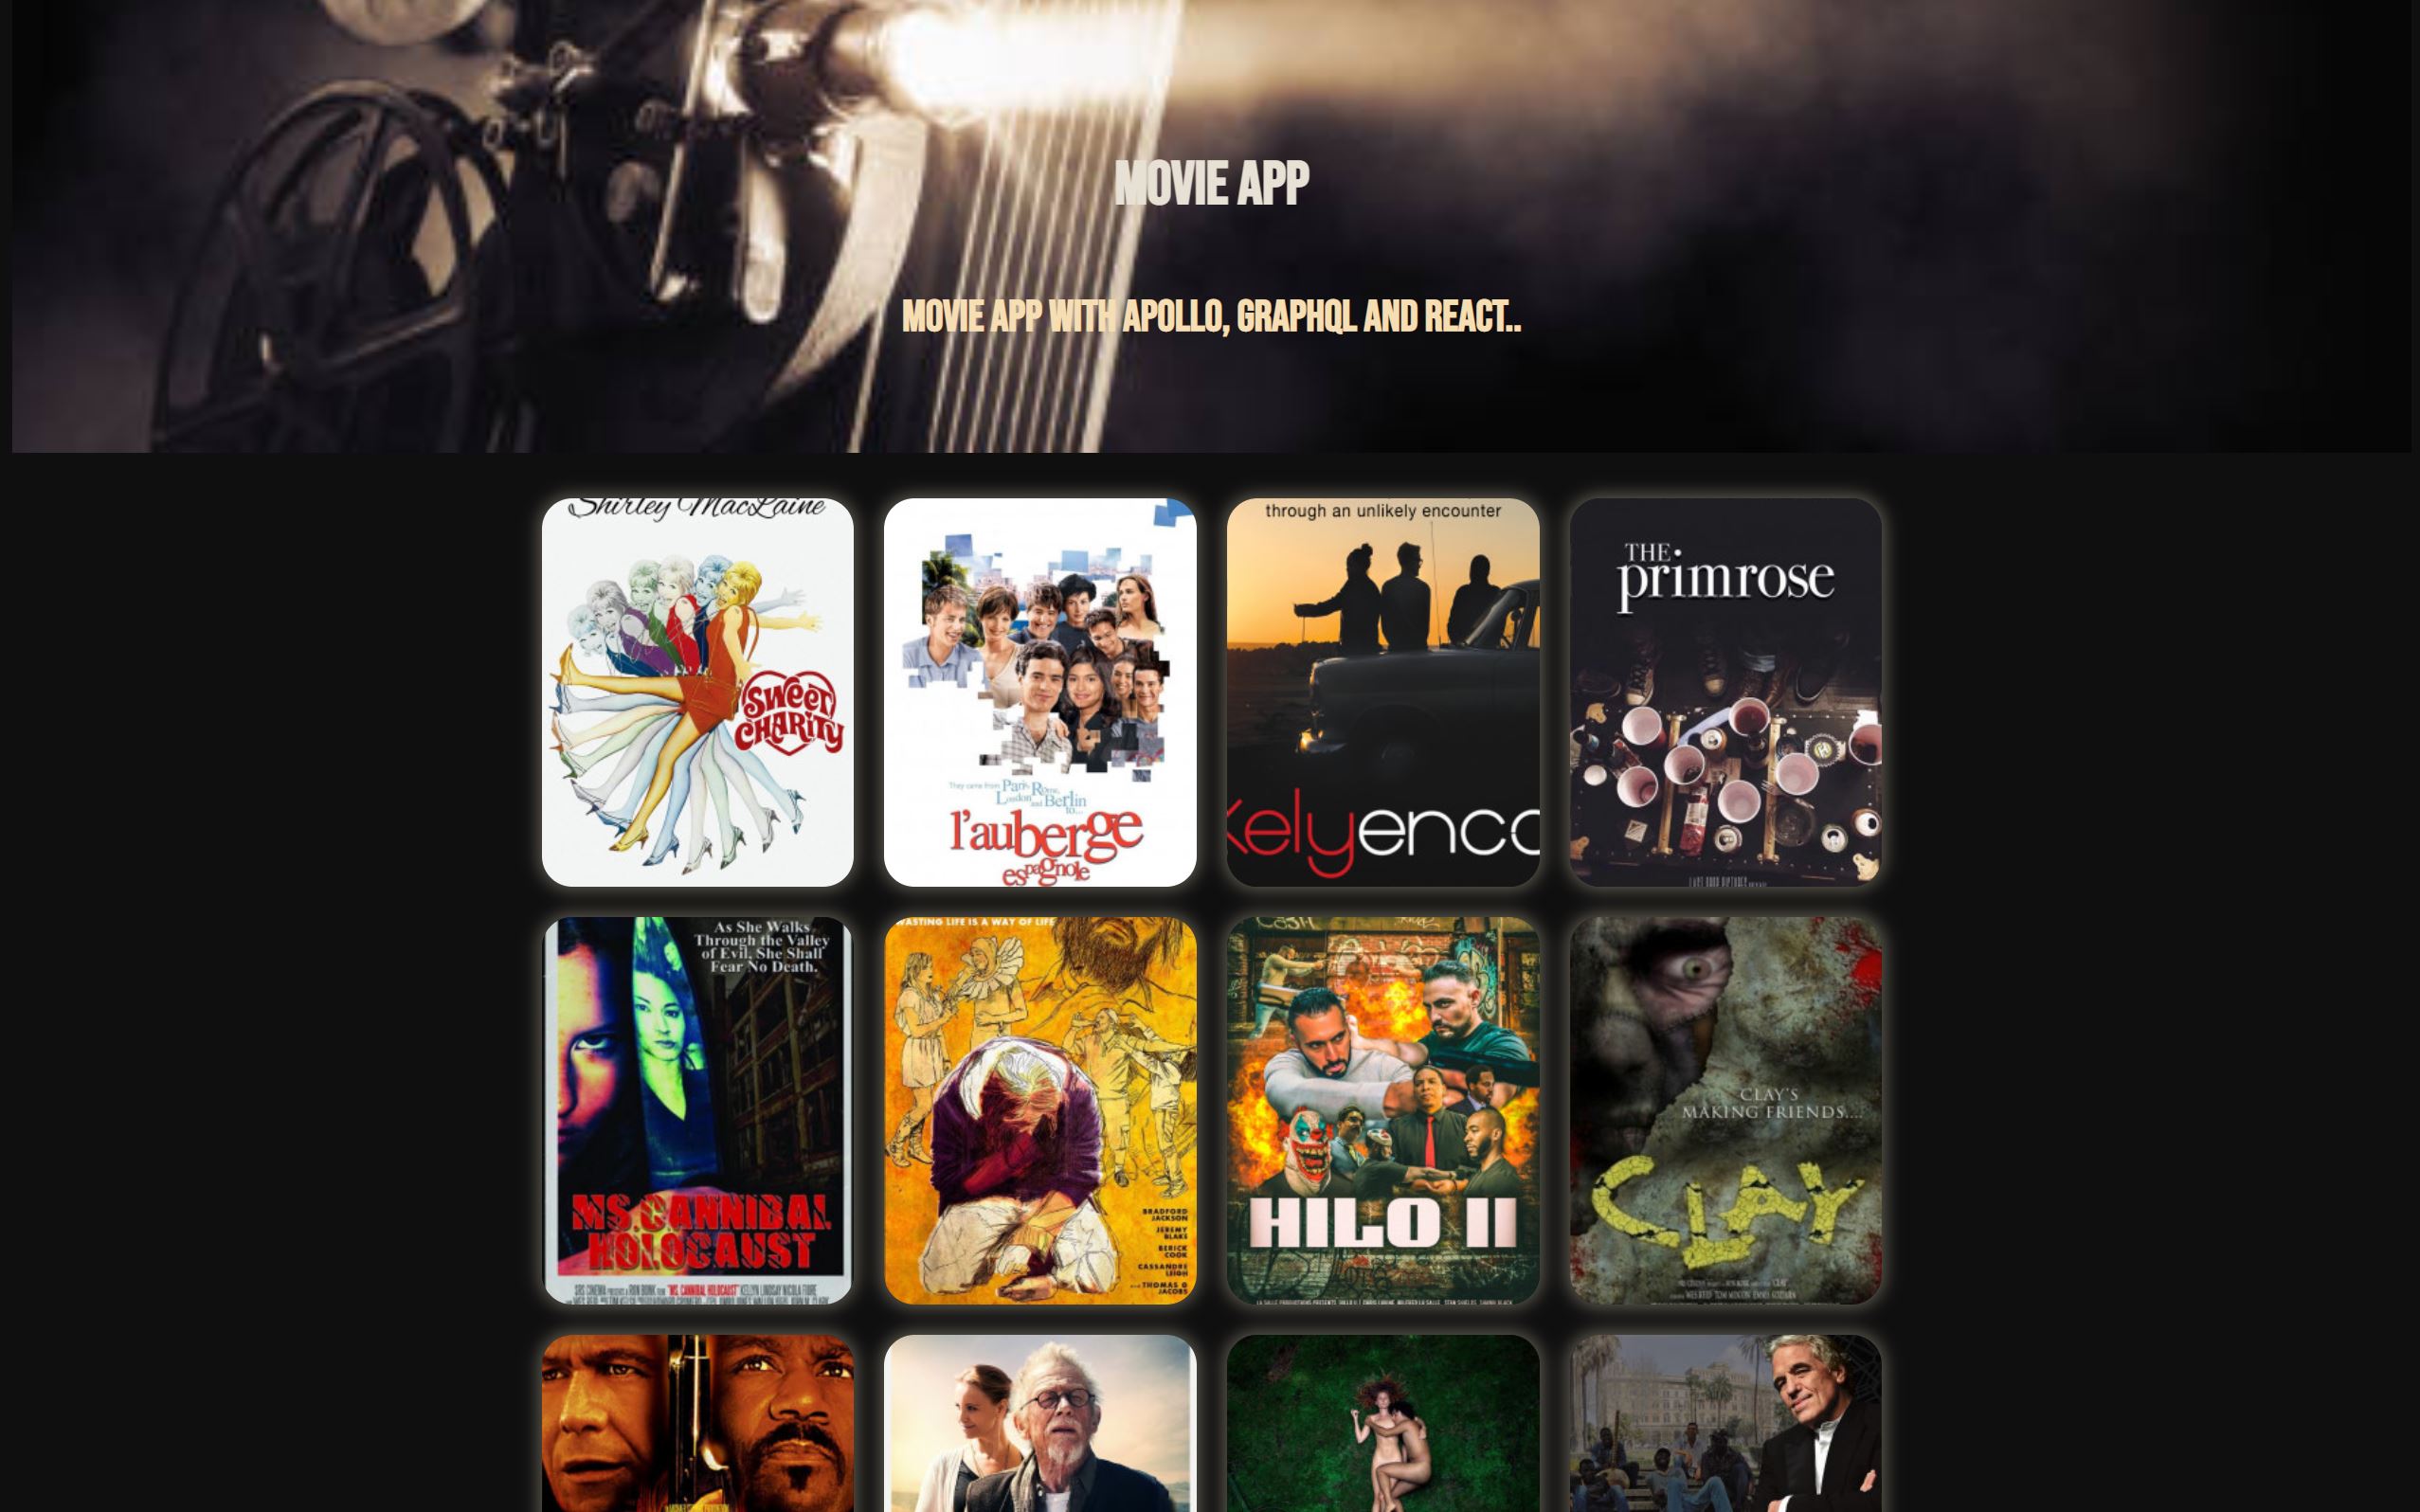 MOVIE APP
MOVIE APP WITH APOLLO, GRAPHQL AND REACT..
Shirley MacLaine
SWEET
CHARITY
They came from Paris, Rome,
London and Berlin
to...
l'auberge
espagnole
through an unlikely encounter
kelyenco
THE
primrose
As She Walks
Through the Valley
of Evil, She Shall
Fear No Death.
MS. CANNIBAL
HOLOCAUST
WASTING LIFE IS A WAY OF LIFE
BRADFORD
JACKSON
JEREMY
BLAKE
BERICK
COOK
CASSANDRE
LEIGH
THOMAS G
JACOBS
HILO II
CLAY'S
MAKING FRIENDS....
CLAY